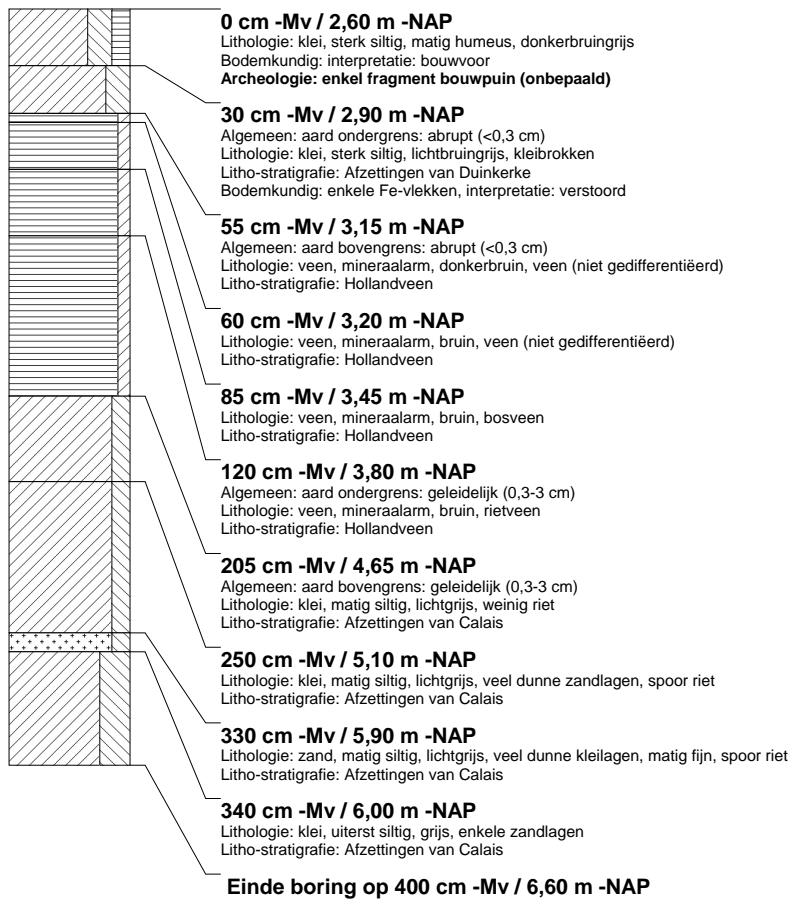 0 cm -Mv / 2,60 m -NAP
Lithologie: klei, sterk siltig, matig humeus, donkerbruingrijs
Bodemkundig: interpretatie: bouwvoor
Archeologie: enkel fragment bouwpuin (onbepaald)
30 cm -Mv / 2,90 m -NAP
Algemeen: aard ondergrens: abrupt (<0,3 cm)
Lithologie: klei, sterk siltig, lichtbruingrijs, kleibrokken
Litho-stratigrafie: Afzettingen van Duinkerke
Bodemkundig: enkele Fe-vlekken, interpretatie: verstoord
55 cm -Mv / 3,15 m -NAP
Algemeen: aard bovengrens: abrupt (<0,3 cm)
Lithologie: veen, mineraalarm, donkerbruin, veen (niet gedifferentiëerd)
Litho-stratigrafie: Hollandveen
60 cm -Mv / 3,20 m -NAP
Lithologie: veen, mineraalarm, bruin, veen (niet gedifferentiëerd)
Litho-stratigrafie: Hollandveen
85 cm -Mv / 3,45 m -NAP
Lithologie: veen, mineraalarm, bruin, bosveen
Litho-stratigrafie: Hollandveen
120 cm -Mv / 3,80 m -NAP
Algemeen: aard ondergrens: geleidelijk (0,3-3 cm)
Lithologie: veen, mineraalarm, bruin, rietveen
Litho-stratigrafie: Hollandveen
205 cm -Mv / 4,65 m -NAP
Algemeen: aard bovengrens: geleidelijk (0,3-3 cm)
Lithologie: klei, matig siltig, lichtgrijs, weinig riet
Litho-stratigrafie: Afzettingen van Calais
250 cm -Mv / 5,10 m -NAP
Lithologie: klei, matig siltig, lichtgrijs, veel dunne zandlagen, spoor riet
Litho-stratigrafie: Afzettingen van Calais
330 cm -Mv / 5,90 m -NAP
Lithologie: zand, matig siltig, lichtgrijs, veel dunne kleilagen, matig fijn, spoor riet
Litho-stratigrafie: Afzettingen van Calais
340 cm -Mv / 6,00 m -NAP
Lithologie: klei, uiterst siltig, grijs, enkele zandlagen
Litho-stratigrafie: Afzettingen van Calais
Einde boring op 400 cm -Mv / 6,60 m -NAP